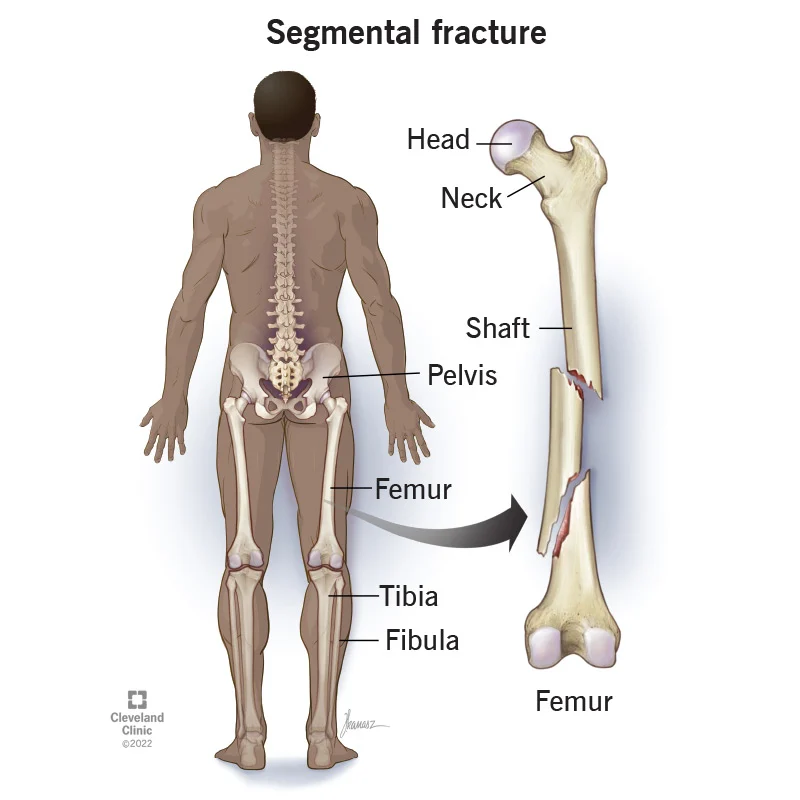 Segmental fracture
Head
Neck
Shaft
Pelvis
Femur
Tibia
Fibula
Femur
Cleveland
Clinic
©2022